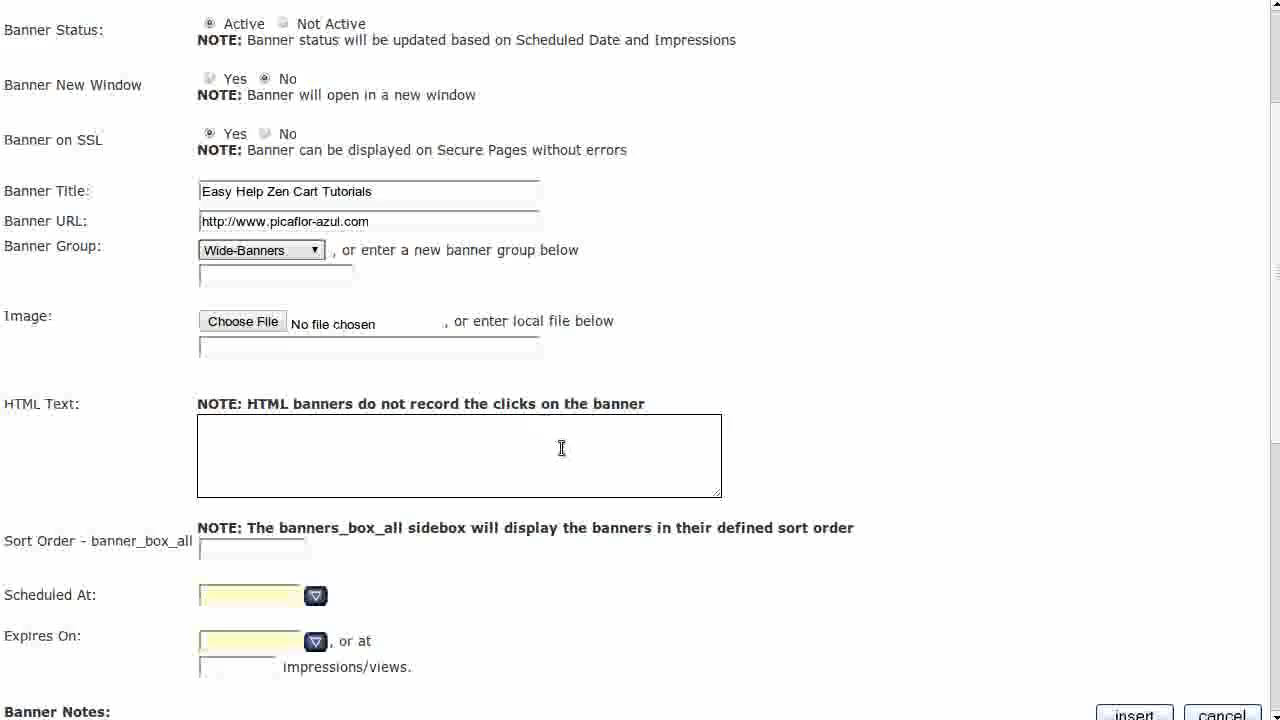 Banner Status: Active Not Active
NOTE: Banner status will be updated based on Scheduled Date and Impressions
Banner New Window Yes No
NOTE: Banner will open in a new window
Banner on SSL Yes No
NOTE: Banner can be displayed on Secure Pages without errors
Banner Title: Easy Help Zen Cart Tutorials
Banner URL: http://www.picaflor-azul.com
Banner Group: Wide-Banners , or enter a new banner group below
Image: Choose File No file chosen , or enter local file below
HTML Text: NOTE: HTML banners do not record the clicks on the banner
NOTE: The banners_box_all sidebox will display the banners in their defined sort order
Sort Order - banner_box_all
Scheduled At:
Expires On: , or at
impressions/views.
Banner Notes: insert cancel